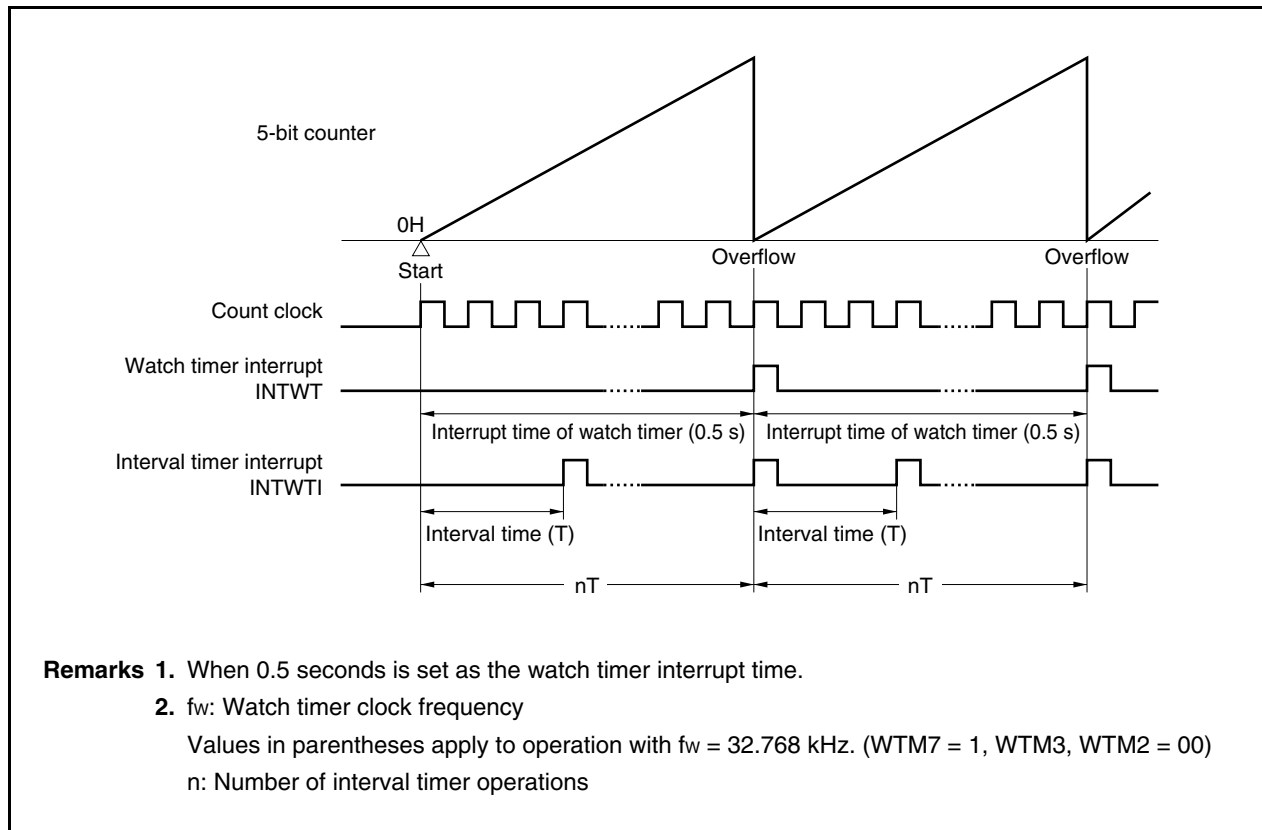 5-bit counter
0H
Start
Overflow
Overflow
Count clock
Watch timer interrupt
INTWT
Interrupt time of watch timer (0.5 s)
Interrupt time of watch timer (0.5 s)
Interval timer interrupt
INTWTI
Interval time (T)
Interval time (T)
nT
nT
Remarks 1. When 0.5 seconds is set as the watch timer interrupt time.
2. fw: Watch timer clock frequency
Values in parentheses apply to operation with fw = 32.768 kHz. (WTM7 = 1, WTM3, WTM2 = 00)
n: Number of interval timer operations